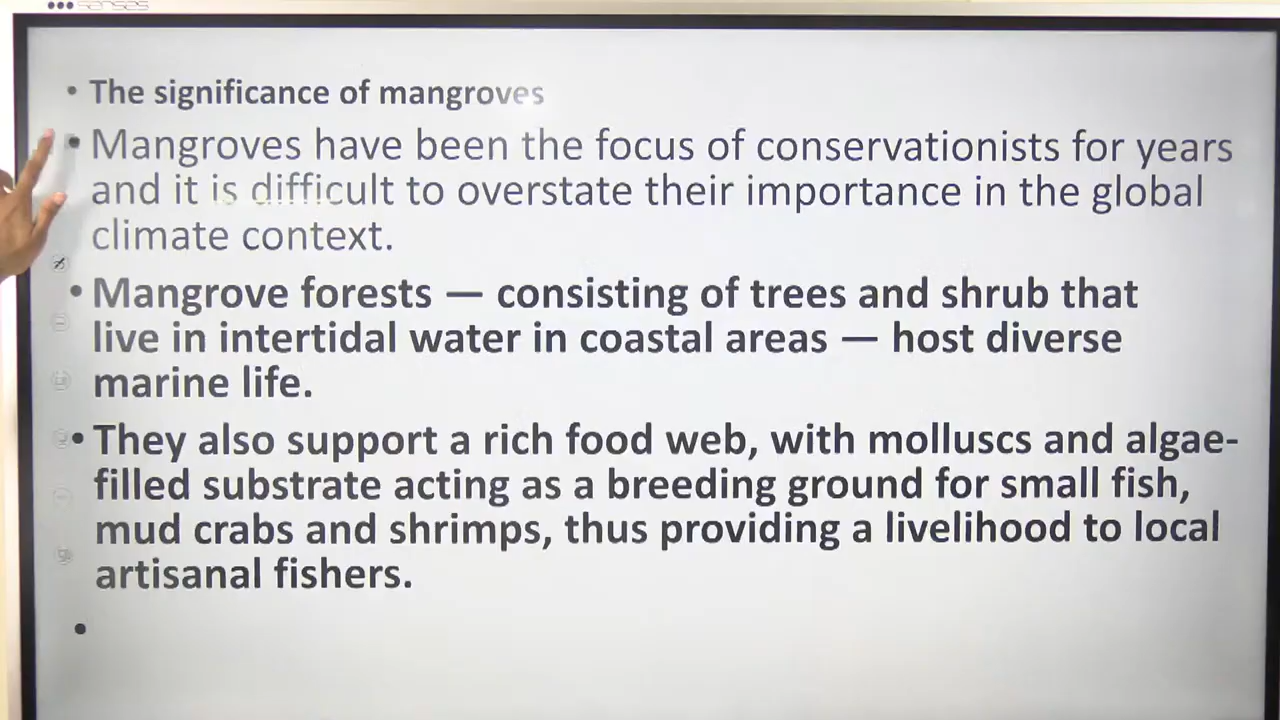 senses
• The significance of mangroves
• Mangroves have been the focus of conservationists for years
and it is difficult to overstate their importance in the global
climate context.
• Mangrove forests — consisting of trees and shrub that
live in intertidal water in coastal areas — host diverse
marine life.
• They also support a rich food web, with molluscs and algae-
filled substrate acting as a breeding ground for small fish,
mud crabs and shrimps, thus providing a livelihood to local
artisanal fishers.
•